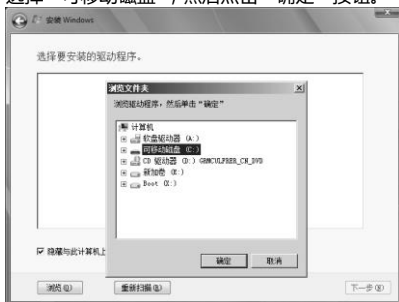 选择“可移动磁盘”，然后点击“确定”按钮。
安装 Windows
选择要安装的驱动程序。
浏览文件夹
浏览驱动程序，然后单击“确定”
计算机
软盘驱动器 (A:)
可移动磁盘 (C:)
CD 驱动器 (D:) GRMCULFRER_CN_DVD
新加卷 (E:)
Boot (X:)
确定
取消
隐藏与此计算机上
浏览(B)
重新扫描(R)
下一步(N)